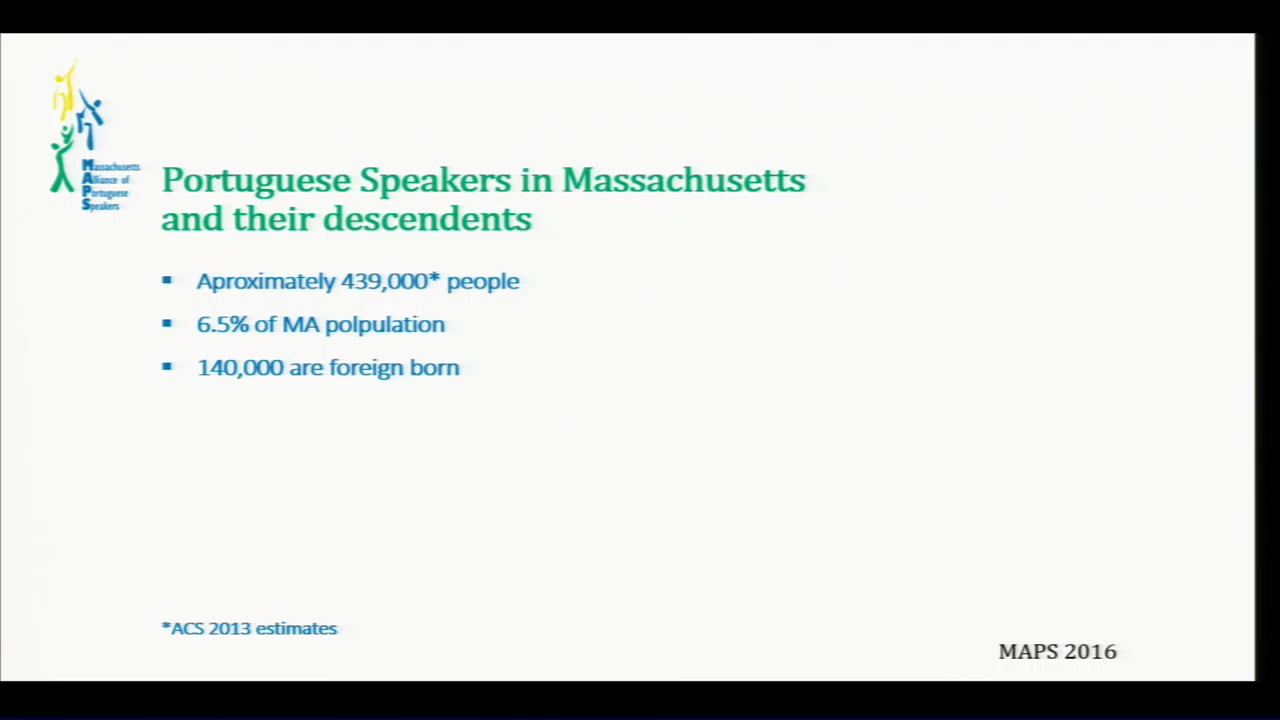 Massachusetts
Alliance of
Portuguese
Speakers
Portuguese Speakers in Massachusetts
and their descendents
▪ Aproximately 439,000* people
▪ 6.5% of MA polpulation
▪ 140,000 are foreign born
*ACS 2013 estimates
MAPS 2016